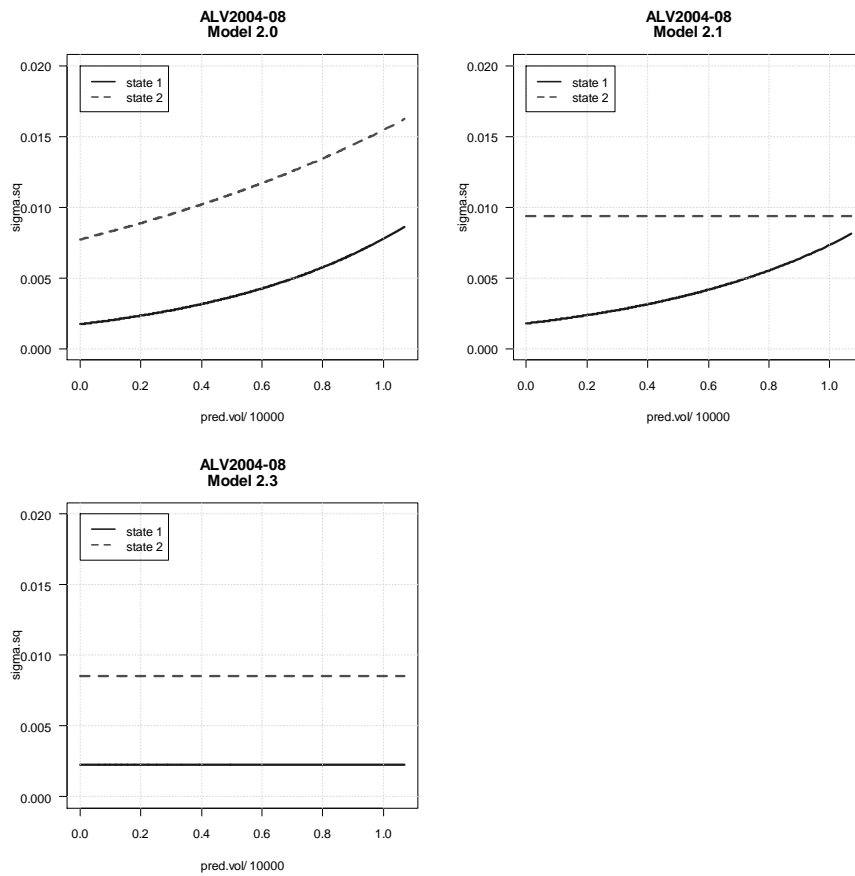 ALV2004-08
Model 2.0
state 1
state 2
sigma.sq
0.020
0.015
0.010
0.005
0.000
0.0 0.2 0.4 0.6 0.8 1.0
pred.vol/ 10000
ALV2004-08
Model 2.1
state 1
state 2
sigma.sq
0.020
0.015
0.010
0.005
0.000
0.0 0.2 0.4 0.6 0.8 1.0
pred.vol/ 10000
ALV2004-08
Model 2.3
state 1
state 2
sigma.sq
0.020
0.015
0.010
0.005
0.000
0.0 0.2 0.4 0.6 0.8 1.0
pred.vol/ 10000